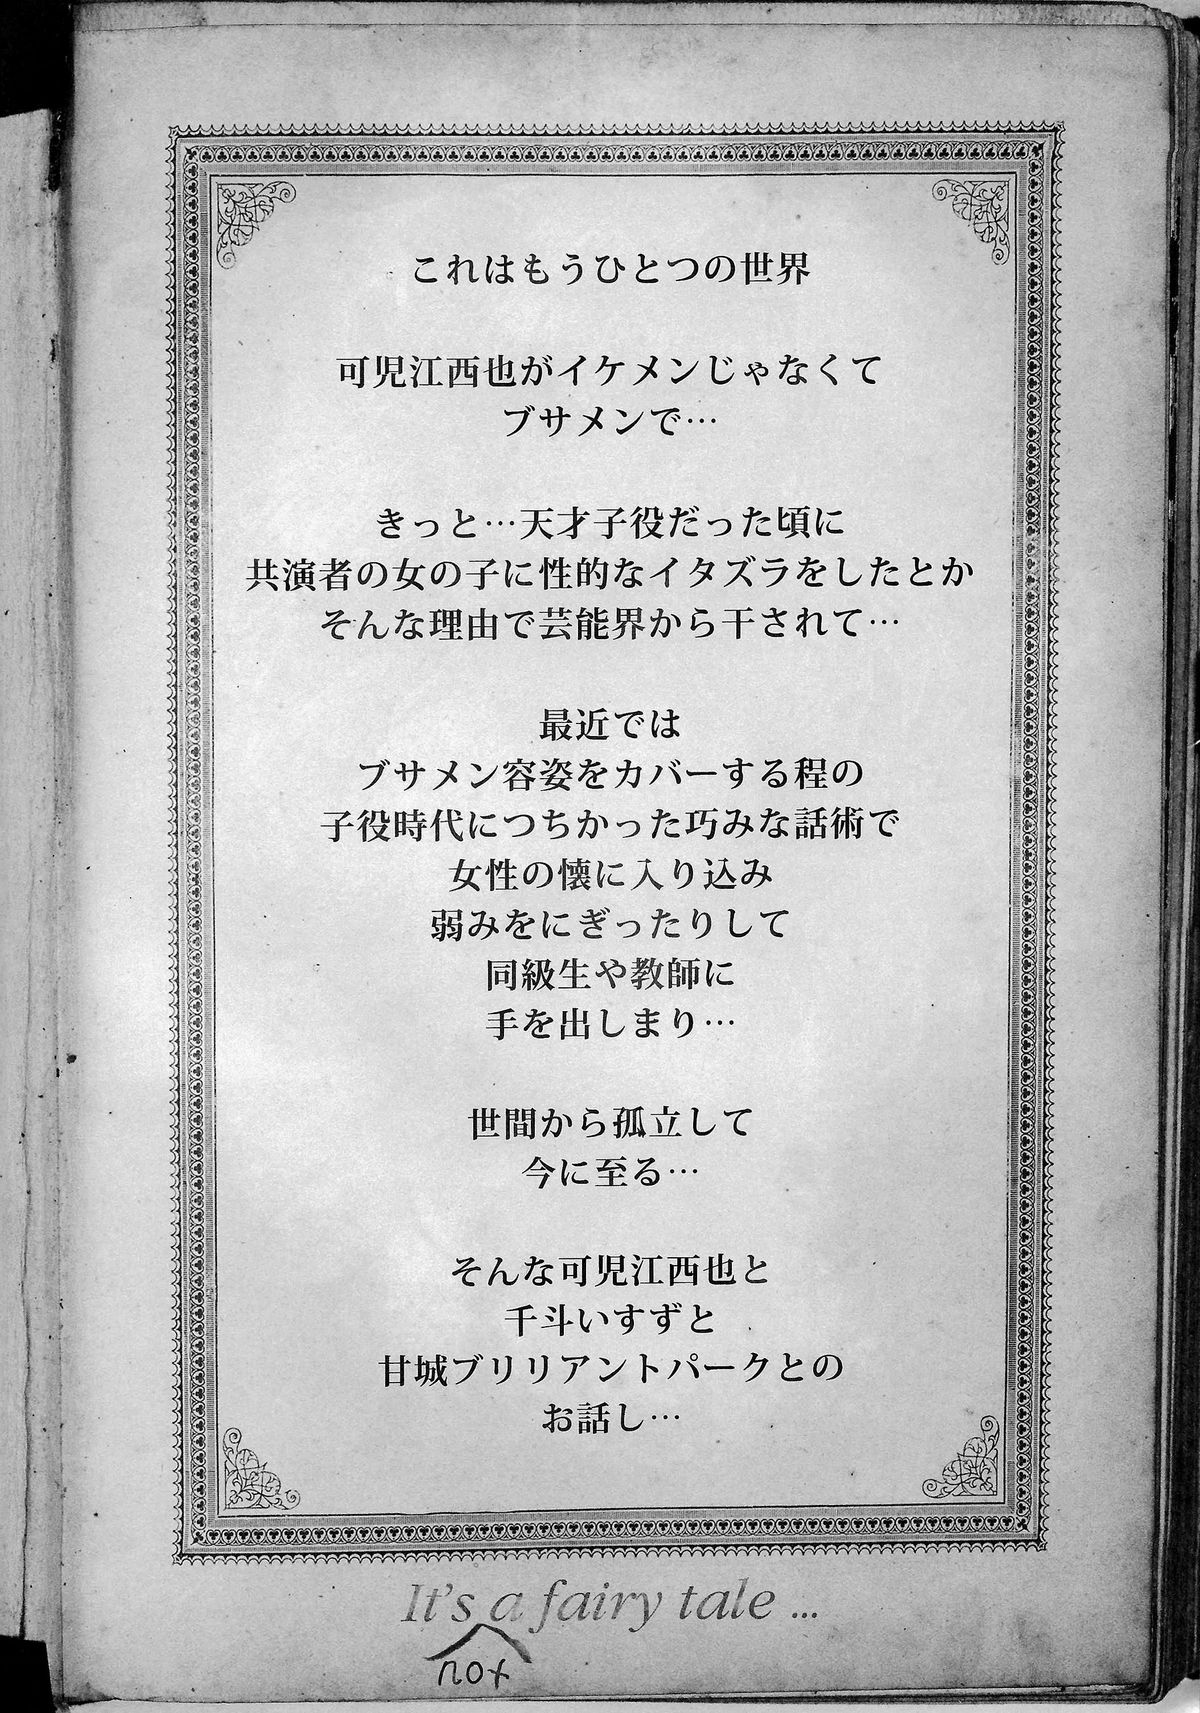 これはもうひとつの世界
可児江西也がイケメンじゃなくて
ブサメンで…
きっと…天才子役だった頃に
共演者の女の子に性的なイタズラをしたとか
そんな理由で芸能界から干されて…
最近では
ブサメン容姿をカバーする程の
子役時代につちかった巧みな話術で
女性の懐に入り込み
弱みをにぎったりして
同級生や教師に
手を出しまり…
世間から孤立して
今に至る…
そんな可児江西也と
千斗いすずと
甘城ブリリアントパークとの
お話し…
It's a fairy tale ...
not